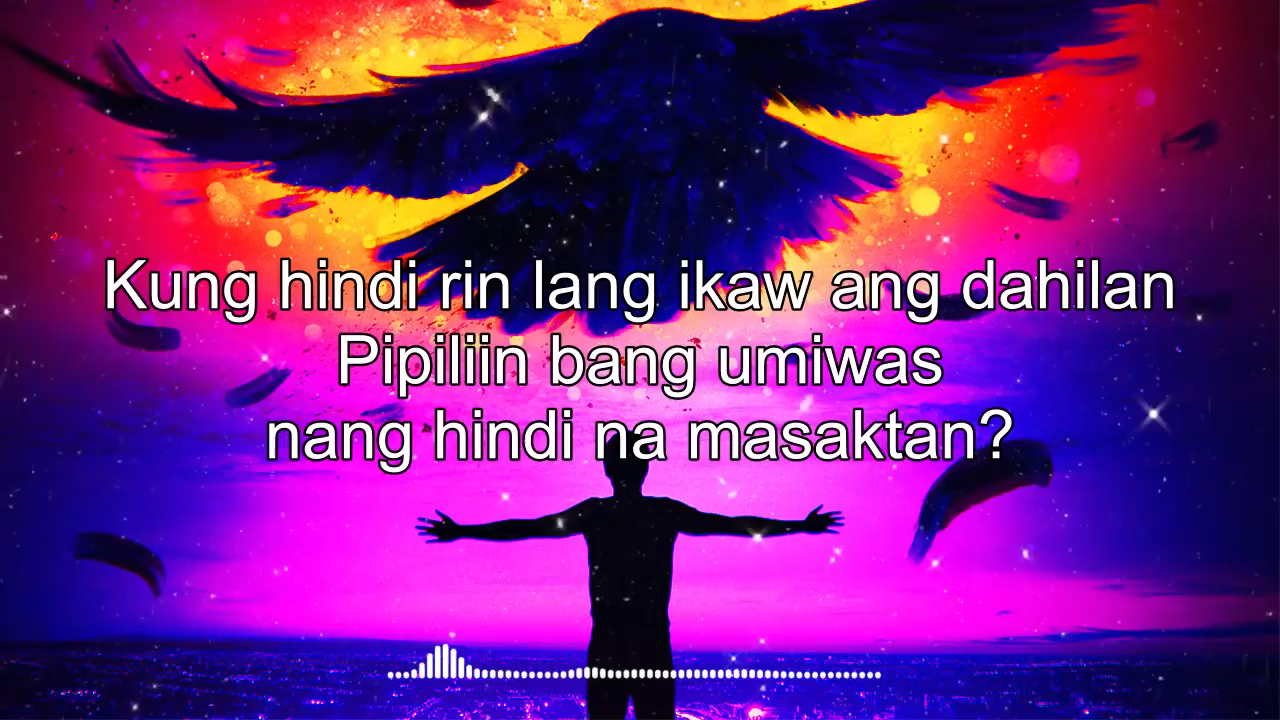 Kung hindi rin lang ikaw ang dahilan
Pipiliin bang umiwas
nang hindi na masaktan?